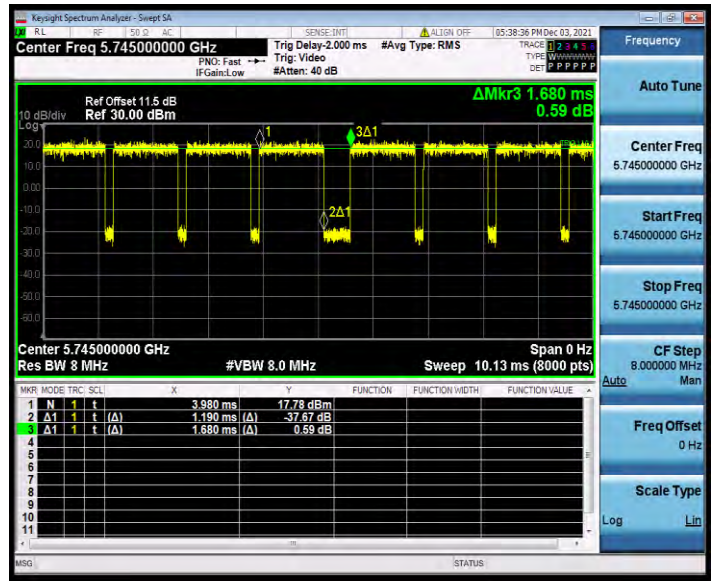 Keysight Spectrum Analyzer - Swept SA
RL RF 50 Ω AC SENSE:INT ALIGN OFF 05:38:36 PM Dec 03, 2021
Center Freq 5.745000000 GHz
PNO: Fast
IFGain:Low
Trig Delay-2.000 ms
Trig: Video
#Atten: 40 dB
#Avg Type: RMS
TRACE 1 2 3 4 5 6
TYPE
DET P P P P P P
ΔMkr3 1.680 ms
0.59 dB
Ref Offset 11.5 dB
10 dB/div Ref 30.00 dBm
Log
1
3Δ1
20.0
10.0
0.00
-10.0
2Δ1
-20.0
-30.0
-40.0
-50.0
-60.0
Center 5.745000000 GHz Span 0 Hz
Res BW 8 MHz #VBW 8.0 MHz Sweep 10.13 ms (8000 pts)
MKR MODE TRC SCL X Y FUNCTION FUNCTION WIDTH FUNCTION VALUE
1 N 1 t 3.980 ms 17.78 dBm
2 Δ1 1 t (Δ) 1.190 ms (Δ) -37.67 dB
3 Δ1 1 t (Δ) 1.680 ms (Δ) 0.59 dB
4
5
6
7
8
9
10
11
MSG STATUS
Frequency
Auto Tune
Center Freq
5.745000000 GHz
Start Freq
5.745000000 GHz
Stop Freq
5.745000000 GHz
CF Step
8.000000 MHz
Auto Man
Freq Offset
0 Hz
Scale Type
Log Lin